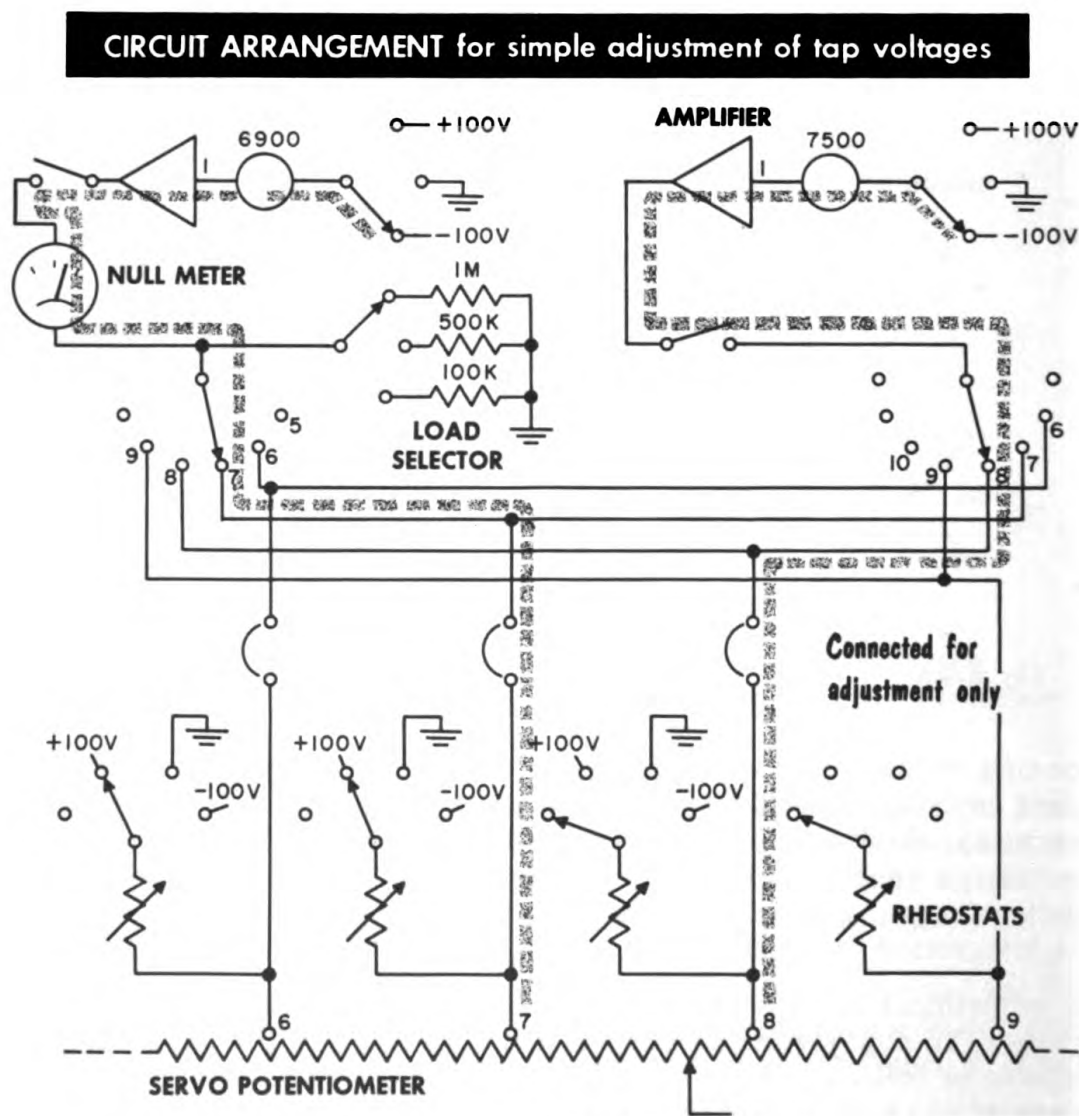 CIRCUIT ARRANGEMENT for simple adjustment of tap voltages
6900
+100V
AMPLIFIER
7500
+100V
1
1
-100V
-100V
NULL METER
1M
500K
100K
5
6
LOAD
SELECTOR
9
8
7
6
10
9
8
7
Connected for
adjustment only
+100V
-100V
+100V
-100V
+100V
-100V
RHEOSTATS
6
7
8
9
SERVO POTENTIOMETER